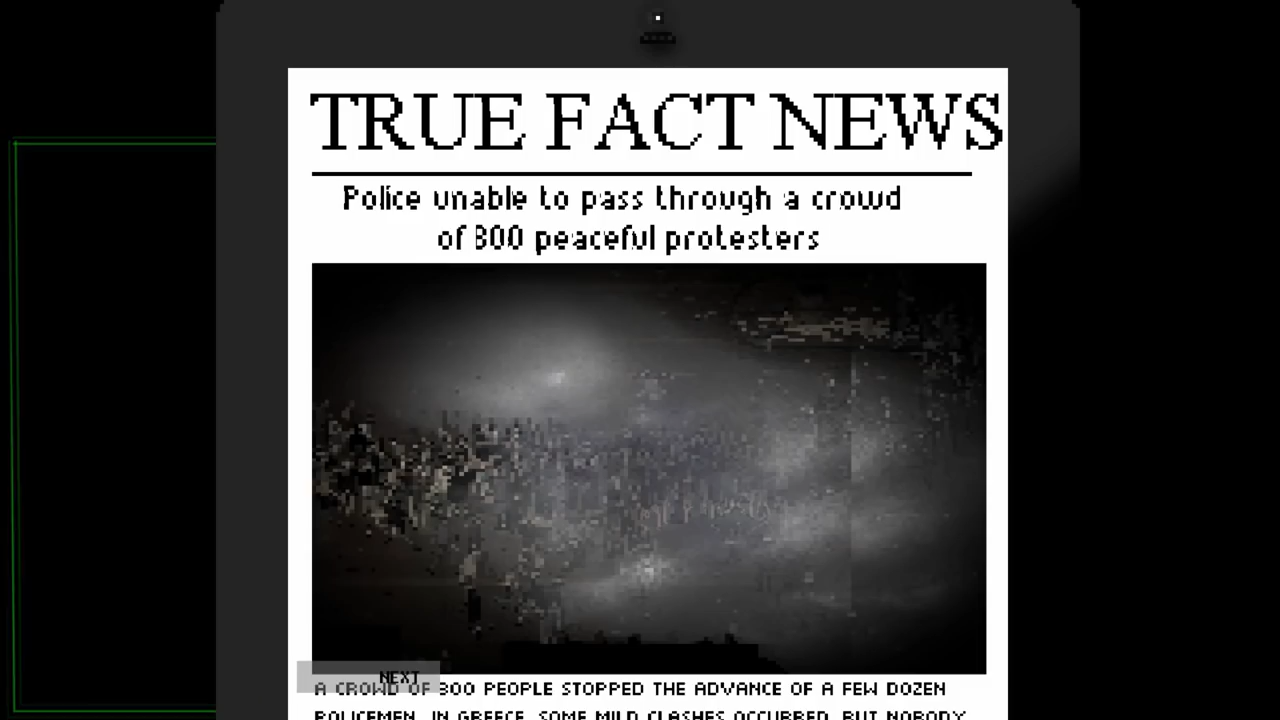 TRUE FACT NEWS
Police unable to pass through a crowd
of 800 peaceful protesters
NEXT
A CROWD OF 800 PEOPLE STOPPED THE ADVANCE OF A FEW DOZEN
POLICEMEN, IN GREECE. SOME MILD CLASHES OCCURRED, BUT NOBODY